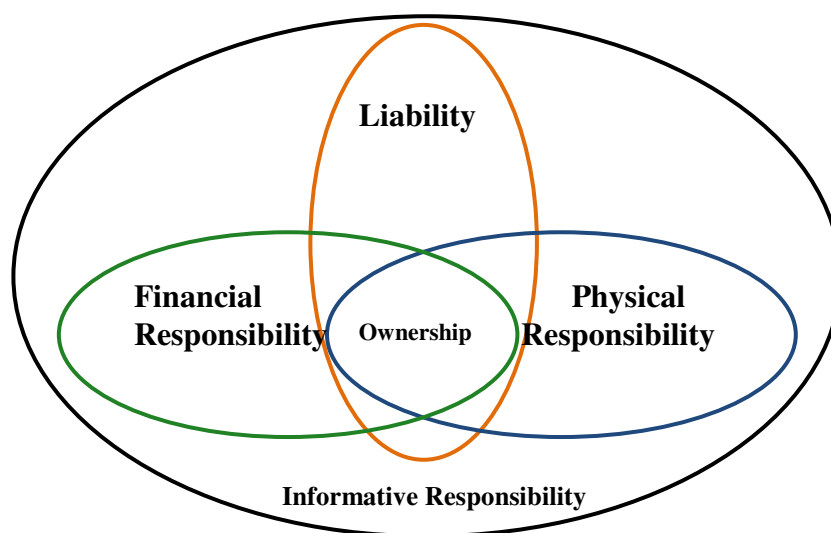 Liability
Financial
Responsibility
Ownership
Physical
Responsibility
Informative Responsibility